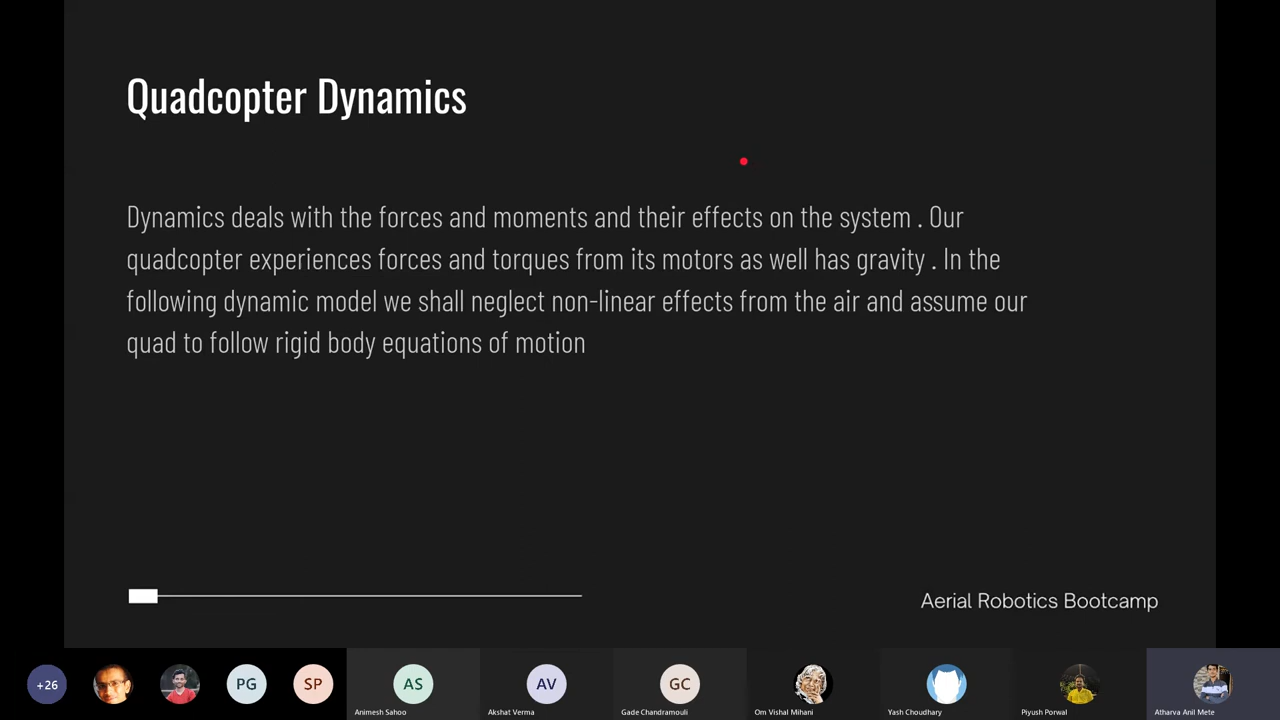 Quadcopter Dynamics
Dynamics deals with the forces and moments and their effects on the system . Our
quadcopter experiences forces and torques from its motors as well has gravity . In the
following dynamic model we shall neglect non-linear effects from the air and assume our
quad to follow rigid body equations of motion
Aerial Robotics Bootcamp
+26
PG
SP
AS
Animesh Sahoo
AV
Akshat Verma
GC
Gade Chandramouli
Om Vishal Mihani
Yash Choudhary
Piyush Porwal
Atharva Anil Mete